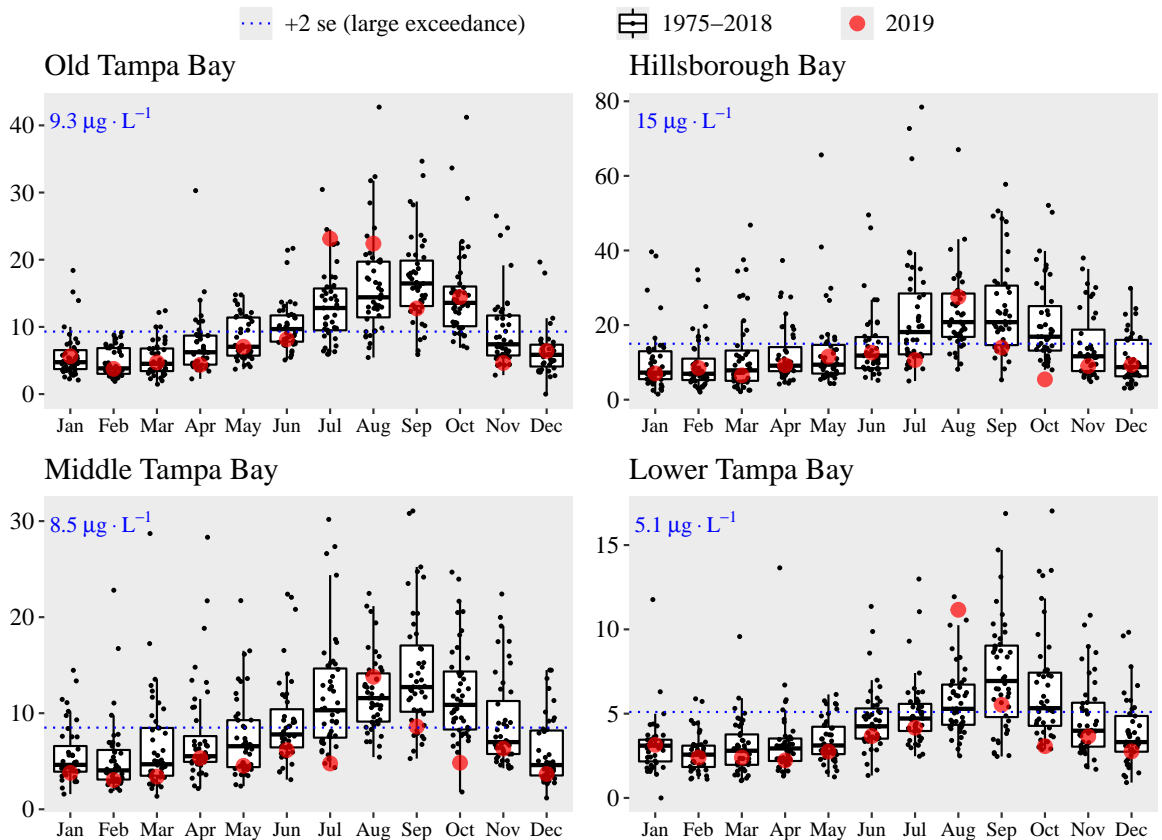 +2 se (large exceedance) 1975–2018 2019
Old Tampa Bay
9.3 μg · L⁻¹
40
30
20
10
0
Jan Feb Mar Apr May Jun Jul Aug Sep Oct Nov Dec
Hillsborough Bay
15 μg · L⁻¹
80
60
40
20
0
Jan Feb Mar Apr May Jun Jul Aug Sep Oct Nov Dec
Middle Tampa Bay
8.5 μg · L⁻¹
30
20
10
0
Jan Feb Mar Apr May Jun Jul Aug Sep Oct Nov Dec
Lower Tampa Bay
5.1 μg · L⁻¹
15
10
5
0
Jan Feb Mar Apr May Jun Jul Aug Sep Oct Nov Dec